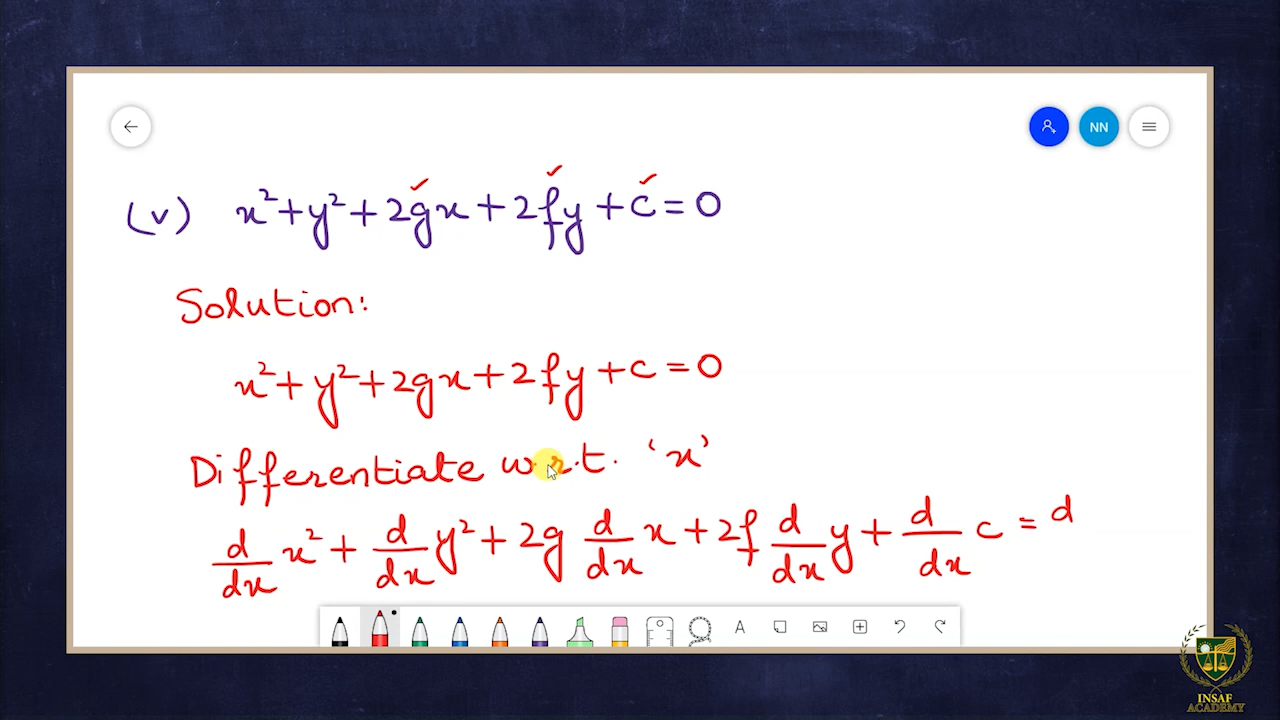 NN
(v) x² + y² + 2gx + 2fy + c = 0
Solution:
x² + y² + 2gx + 2fy + c = 0
Differentiate w.r.t. ‘x’
d/dx x² + d/dx y² + 2g d/dx x + 2f d/dx y + d/dx c = d
A
INSAF
ACADEMY